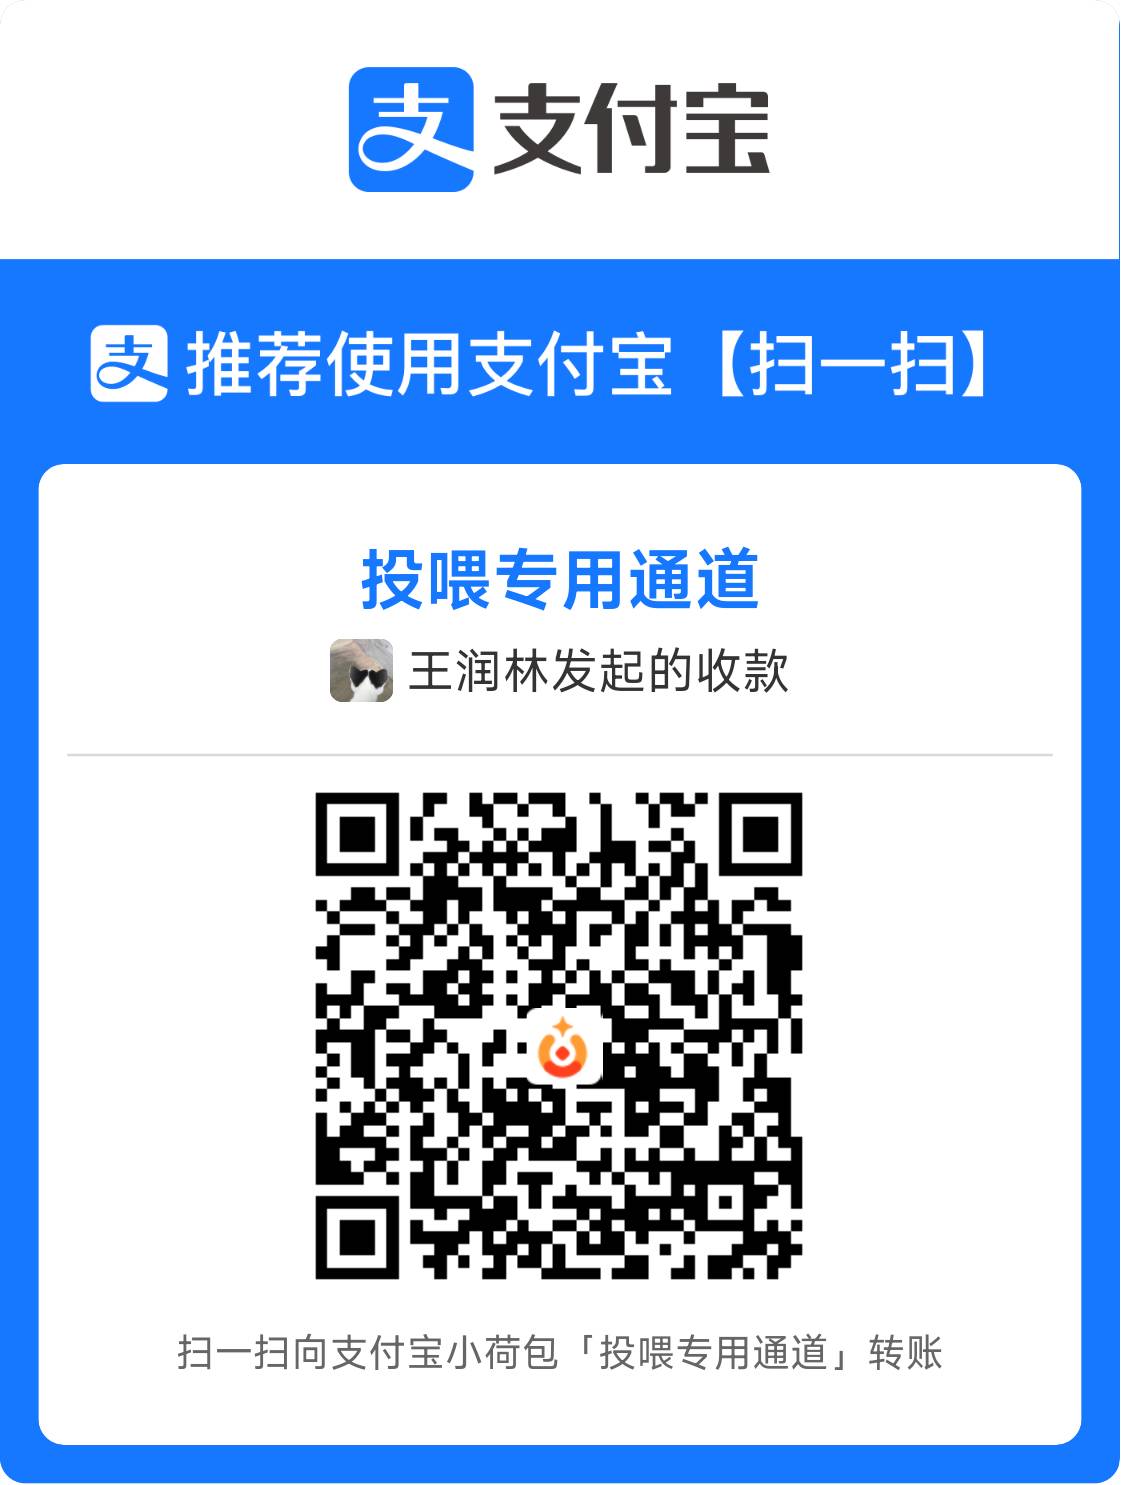 支付宝
推荐使用支付宝【扫一扫】
投喂专用通道
王润林发起的收款
扫一扫向支付宝小荷包「投喂专用通道」转账